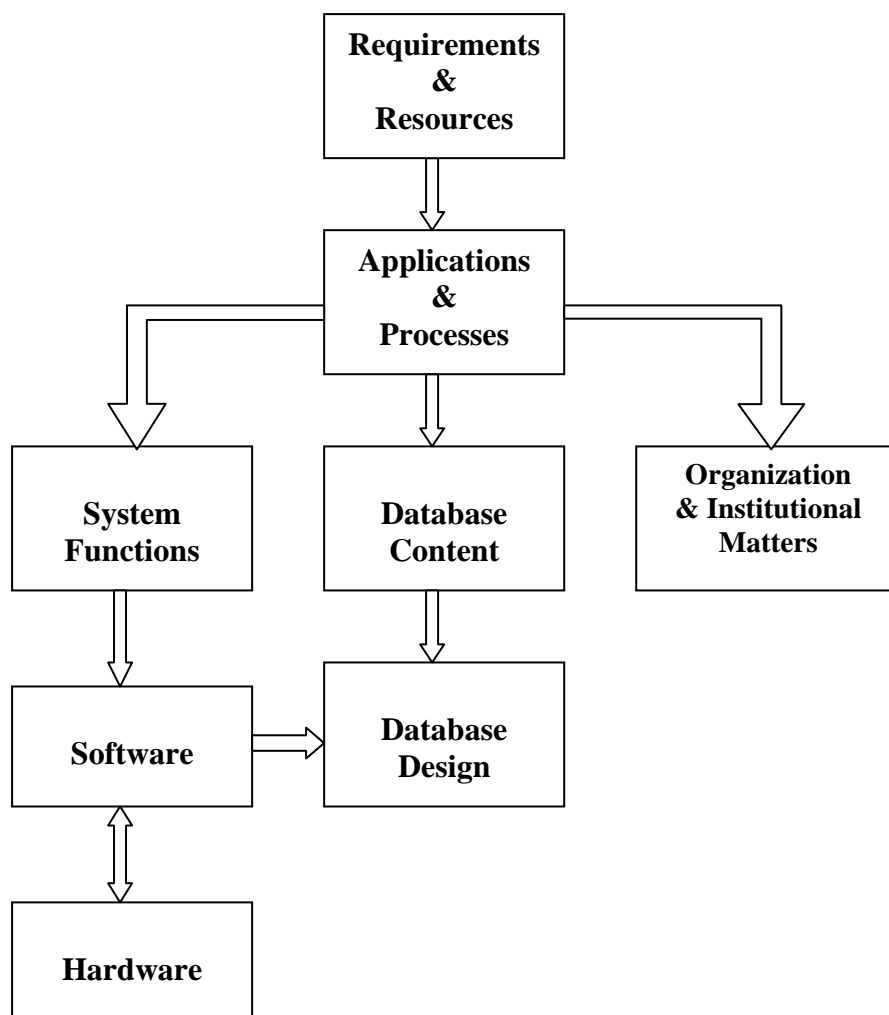 Requirements
&
Resources
Applications
&
Processes
System
Functions
Database
Content
Organization
& Institutional
Matters
Software
Database
Design
Hardware